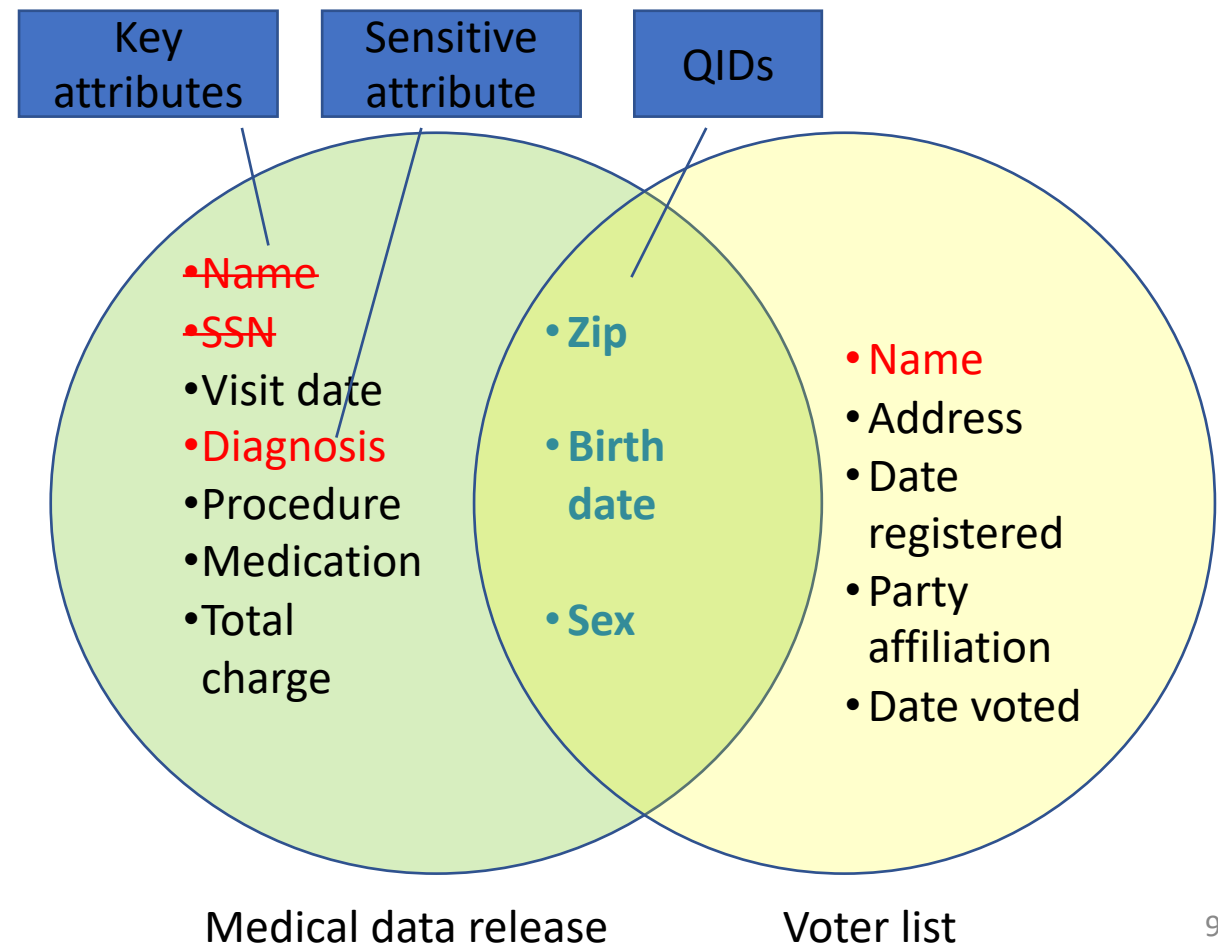 Key
attributes
Sensitive
attribute
QIDs
•Name
•SSN
•Visit date
•Diagnosis
•Procedure
•Medication
•Total
charge
• Zip
• Birth
date
• Sex
• Name
• Address
• Date
registered
• Party
affiliation
• Date voted
Medical data release
Voter list
9